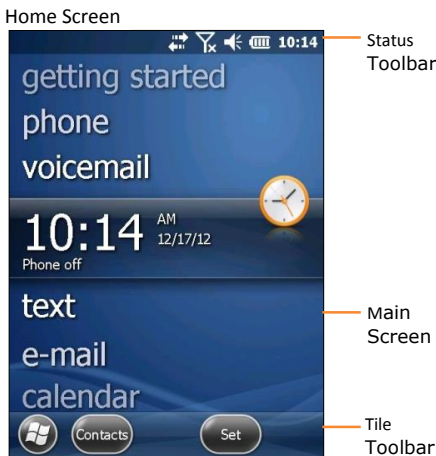 Home Screen
10:14
Status
Toolbar
getting started
phone
voicemail
10:14 AM
12/17/12
Phone off
text
Main
Screen
e-mail
calendar
Contacts Set
Tile
Toolbar